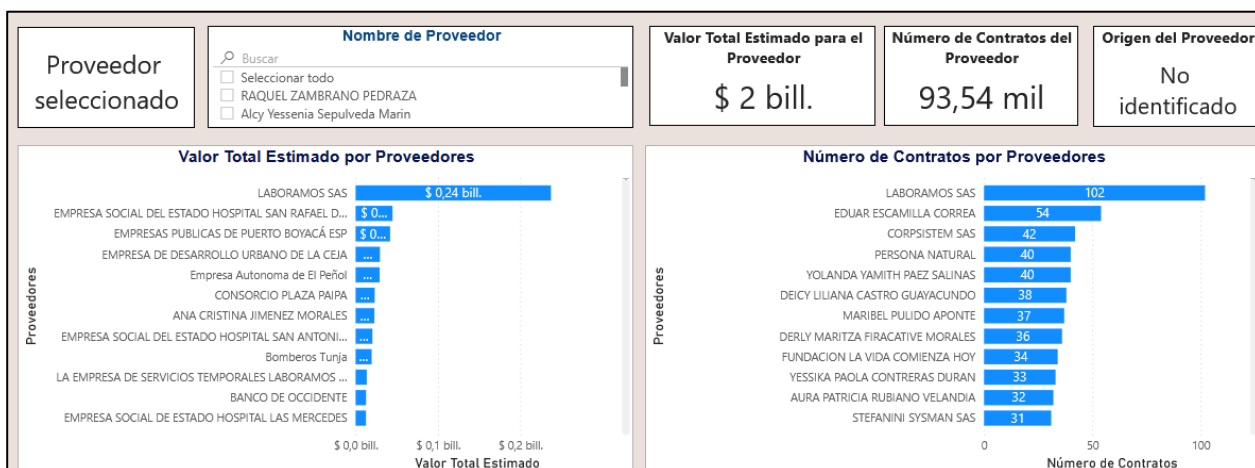 Proveedor
seleccionado
Nombre de Proveedor
Buscar
Seleccionar todo
RAQUEL ZAMBRANO PEDRAZA
Alcy Yessenia Sepulveda Marin
Valor Total Estimado para el
Proveedor
$ 2 bill.
Número de Contratos del
Proveedor
93,54 mil
Origen del Proveedor
No
identificado
Valor Total Estimado por Proveedores
Proveedores
LABORAMOS SAS $ 0,24 bill.
EMPRESA SOCIAL DEL ESTADO HOSPITAL SAN RAFAEL D... $ 0...
EMPRESAS PUBLICAS DE PUERTO BOYACÁ ESP $ 0...
EMPRESA DE DESARROLLO URBANO DE LA CEJA ...
Empresa Autonoma de El Peñol ...
CONSORCIO PLAZA PAIPA ...
ANA CRISTINA JIMENEZ MORALES ...
EMPRESA SOCIAL DEL ESTADO HOSPITAL SAN ANTONI... ...
Bomberos Tunja ...
LA EMPRESA DE SERVICIOS TEMPORALES LABORAMOS ...
BANCO DE OCCIDENTE
EMPRESA SOCIAL DE ESTADO HOSPITAL LAS MERCEDES
$ 0,0 bill. $ 0,1 bill. $ 0,2 bill.
Valor Total Estimado
Número de Contratos por Proveedores
Proveedores
LABORAMOS SAS 102
EDUAR ESCAMILLA CORREA 54
CORPSISTEM SAS 42
PERSONA NATURAL 40
YOLANDA YAMITH PAEZ SALINAS 40
DEICY LILIANA CASTRO GUAYACUNDO 38
MARIBEL PULIDO APONTE 37
DERLY MARITZA FIRACATIVE MORALES 36
FUNDACION LA VIDA COMIENZA HOY 34
YESSIKA PAOLA CONTRERAS DURAN 33
AURA PATRICIA RUBIANO VELANDIA 32
STEFANINI SYSMAN SAS 31
0 50 100
Número de Contratos